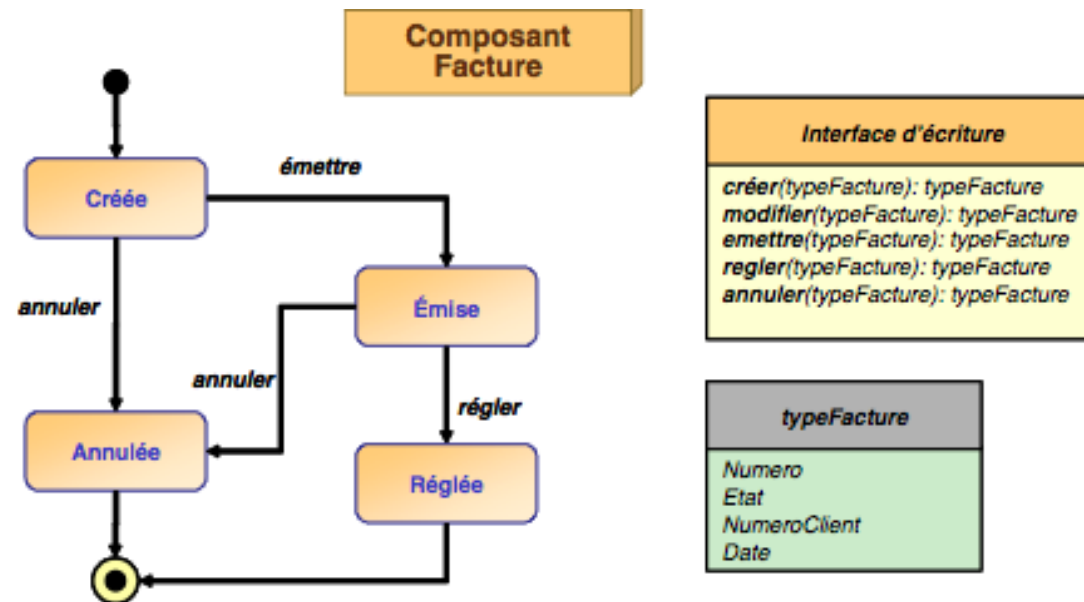 Composant
Facture
émettre
Créée
annuler
Émise
annuler
régler
Annulée
Réglée
Interface d'écriture
créer(typeFacture): typeFacture
modifier(typeFacture): typeFacture
emettre(typeFacture): typeFacture
regler(typeFacture): typeFacture
annuler(typeFacture): typeFacture
typeFacture
Numero
Etat
NumeroClient
Date